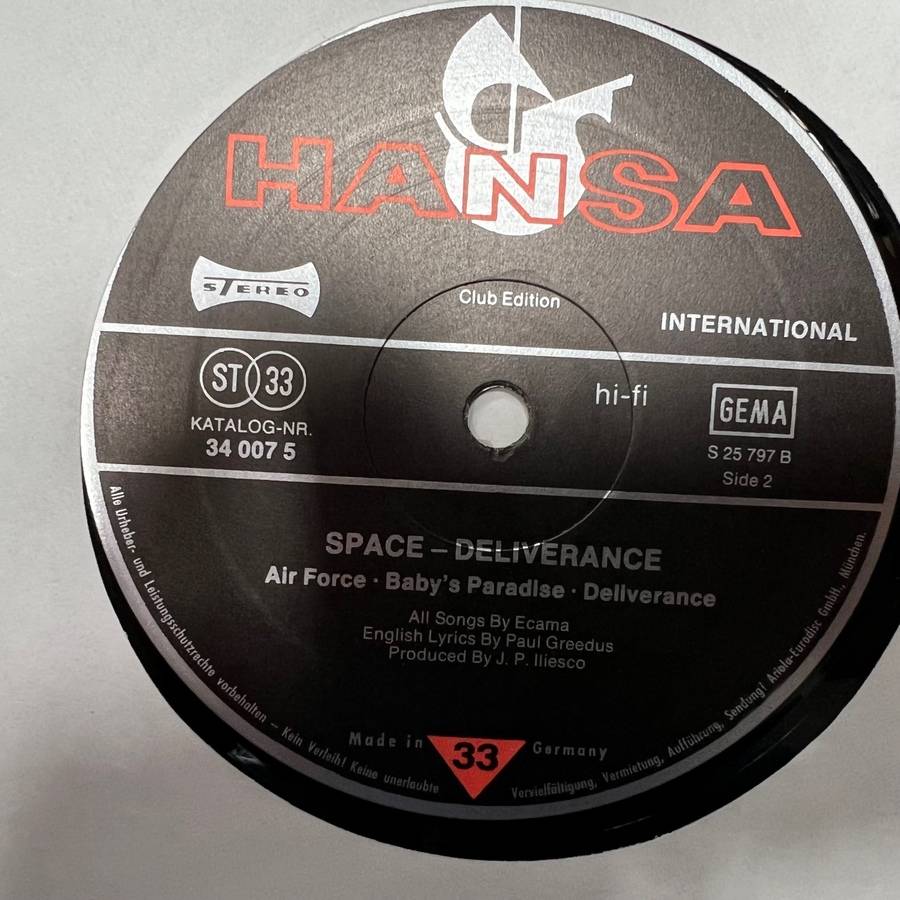 HANSA
STEREO
Club Edition
INTERNATIONAL
ST 33
hi-fi
GEMA
KATALOG-NR.
34 007 5
S 25 797 B
Side 2
SPACE – DELIVERANCE
Air Force · Baby's Paradise · Deliverance
All Songs By Ecama
English Lyrics By Paul Greedus
Produced By J. P. Iliesco
Made in 33 Germany
Alle Urheber- und Leistungsschutzrechte vorbehalten – Kein Verleih! Keine unerlaubte Vervielfältigung, Vermietung, Aufführung, Sendung! Ariola-Eurodisc GmbH., München.